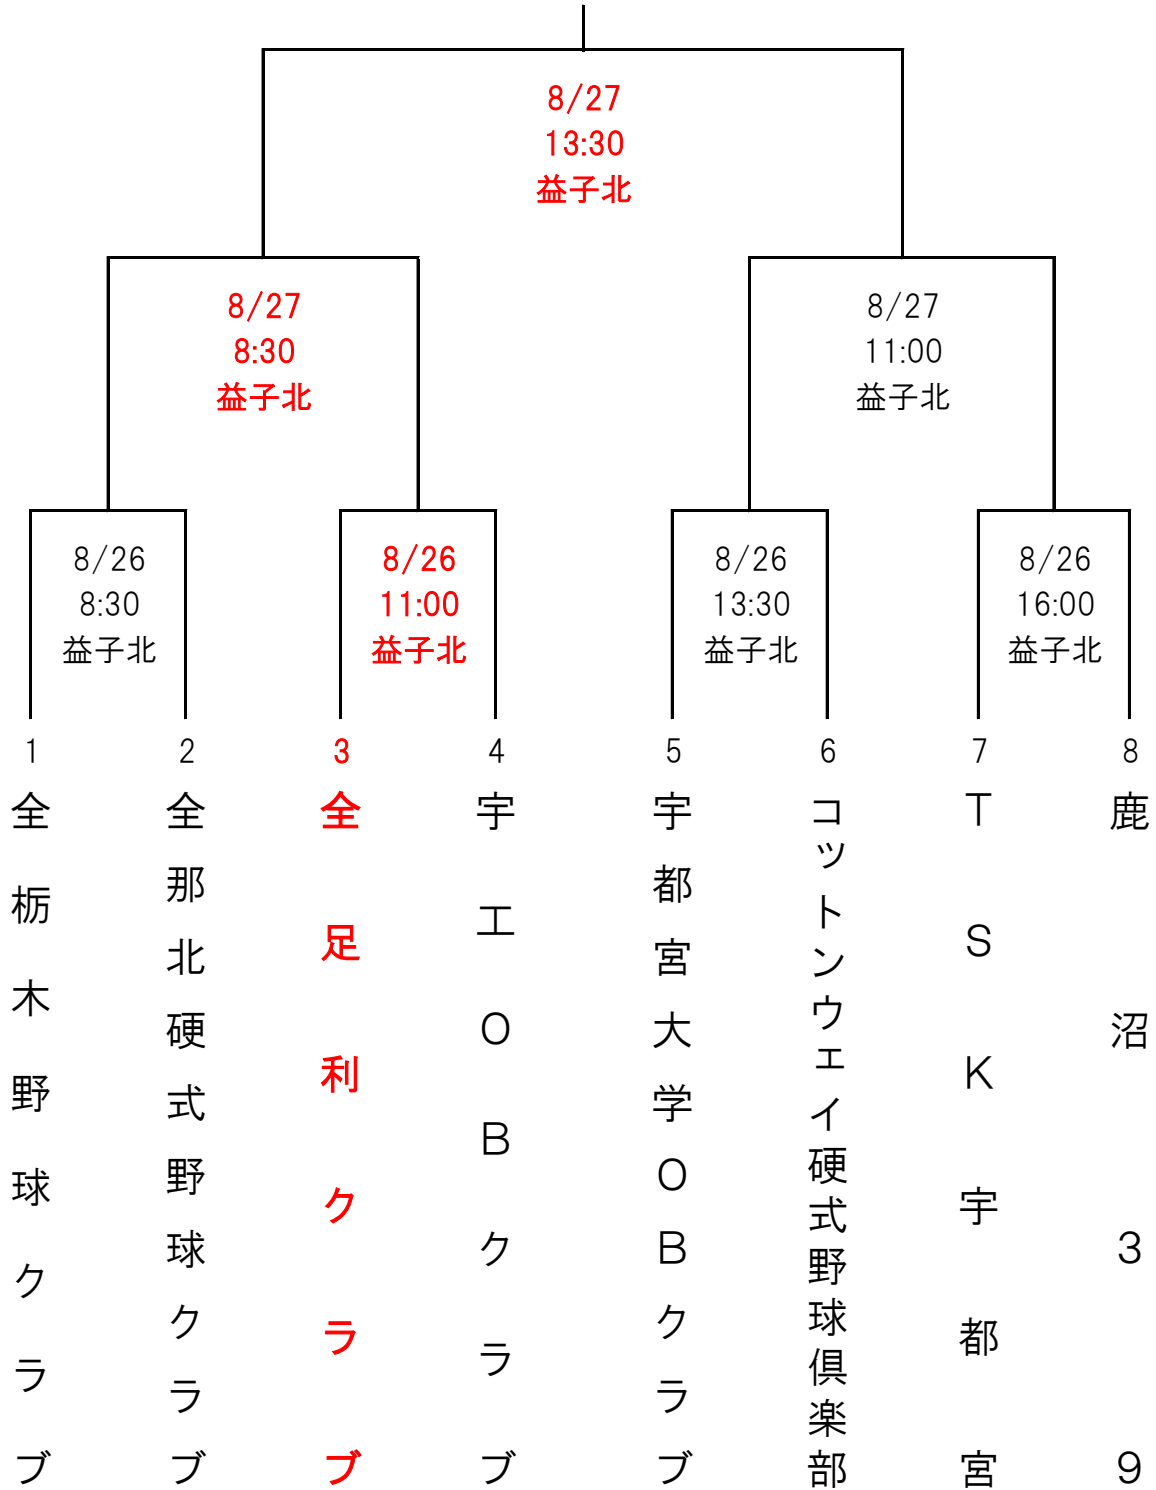 8/27
13:30
益子北
8/27
8:30
益子北
8/27
11:00
益子北
8/26
8:30
益子北
8/26
11:00
益子北
8/26
13:30
益子北
8/26
16:00
益子北
1
全栃木野球クラブ
2
全那北硬式野球クラブ
3
全足利クラブ
4
宇工OBクラブ
5
宇都宮大学OBクラブ
6
コットンウェイ硬式野球倶楽部
7
TSK宇都宮
8
鹿沼39